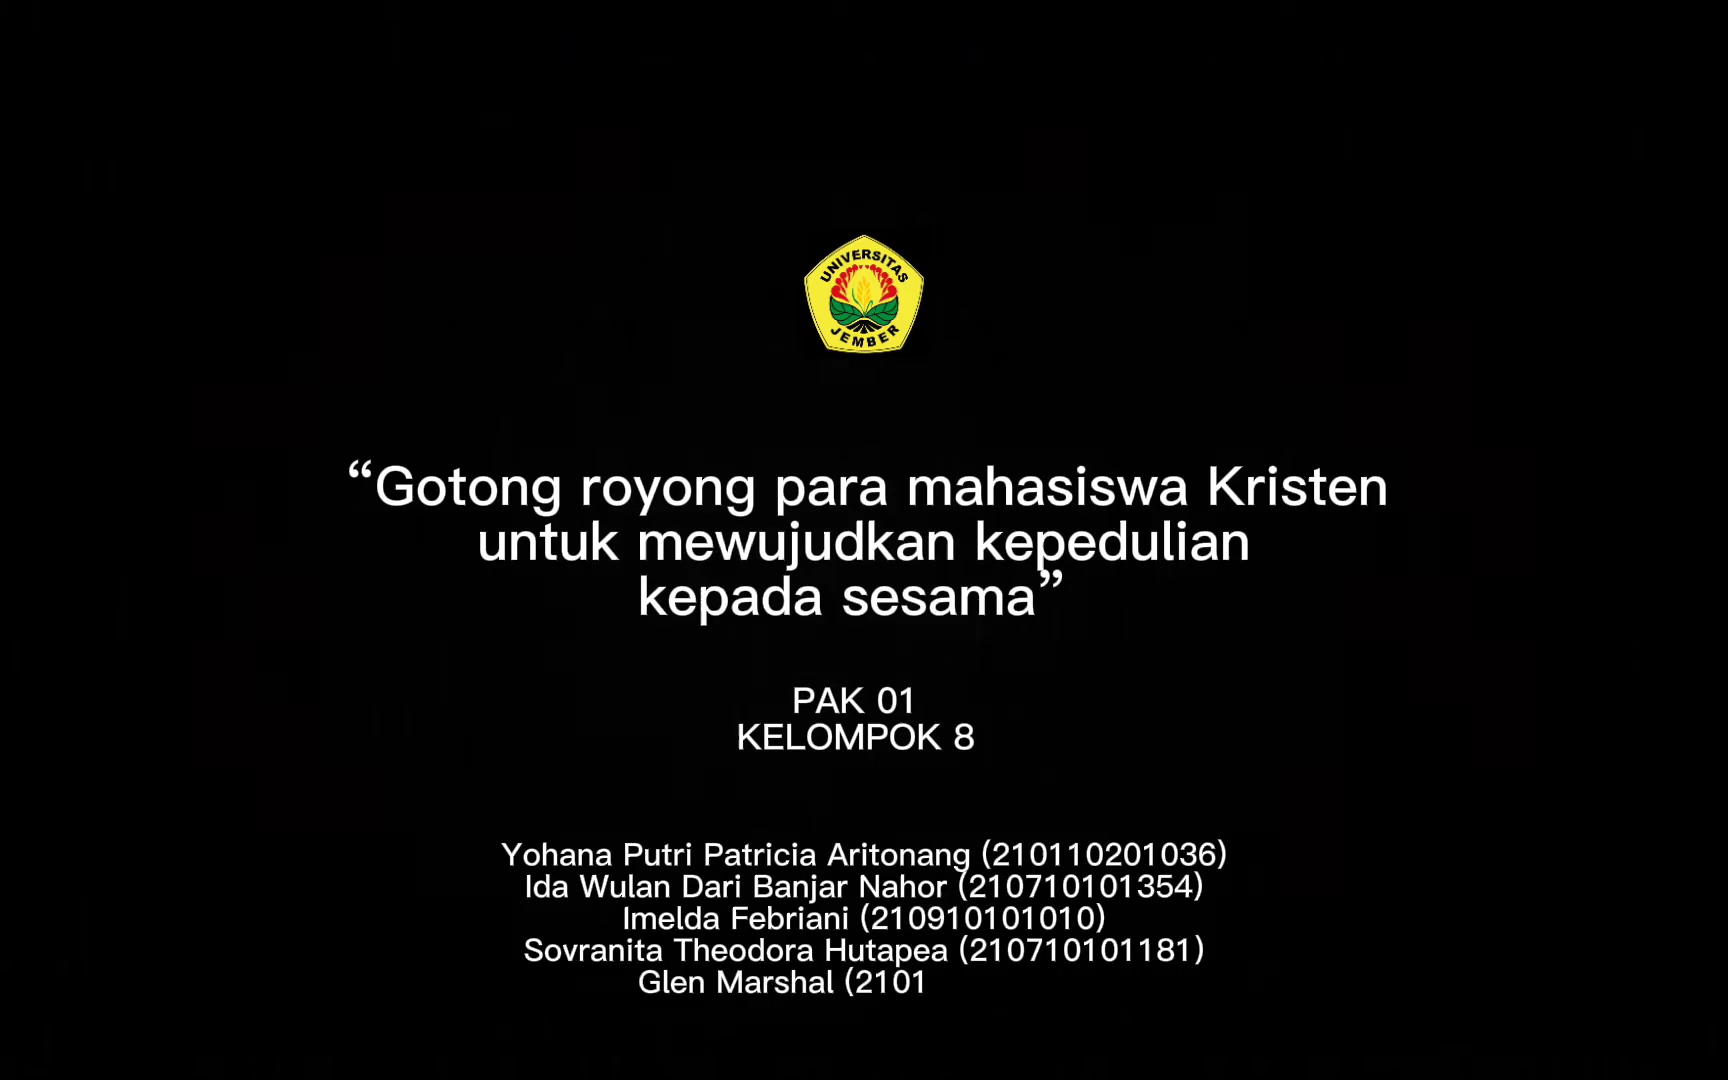 UNIVERSITAS
JEMBER
“Gotong royong para mahasiswa Kristen
untuk mewujudkan kepedulian
kepada sesama”
PAK 01
KELOMPOK 8
Yohana Putri Patricia Aritonang (210110201036)
Ida Wulan Dari Banjar Nahor (210710101354)
Imelda Febriani (210910101010)
Sovranita Theodora Hutapea (210710101181)
Glen Marshal (2101